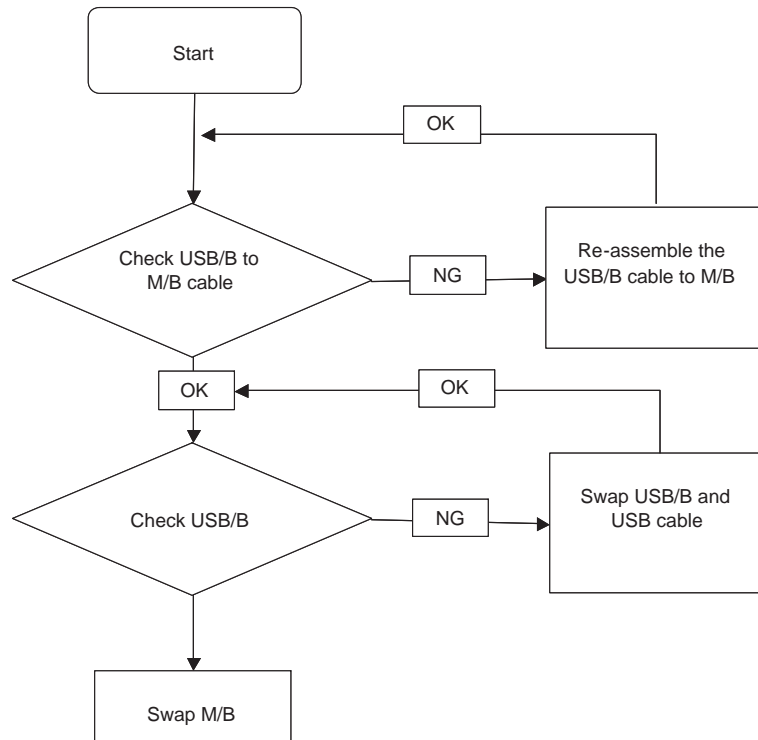 Start
OK
Check USB/B to
M/B cable
NG
Re-assemble the
USB/B cable to M/B
OK
OK
Check USB/B
NG
Swap USB/B and
USB cable
Swap M/B